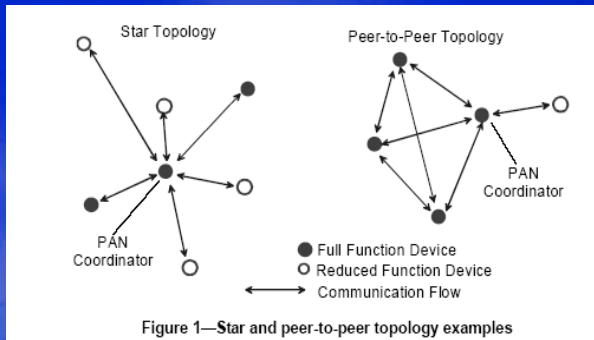 Star Topology
Peer-to-Peer Topology
PAN
Coordinator
PAN
Coordinator
Full Function Device
Reduced Function Device
Communication Flow
Figure 1—Star and peer-to-peer topology examples